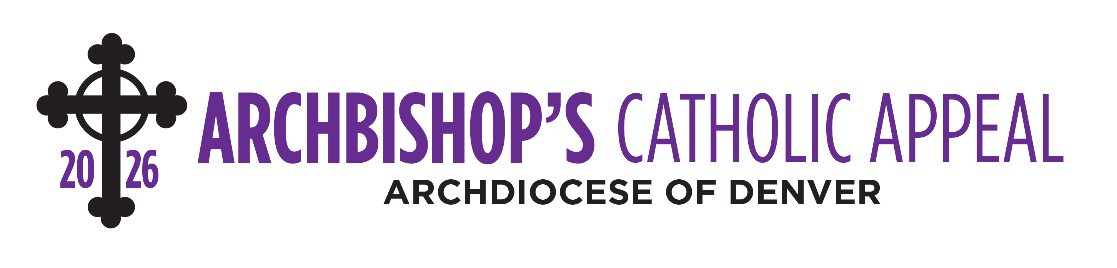 ARCHBISHOP'S CATHOLIC APPEAL
20 26
ARCHDIOCESE OF DENVER